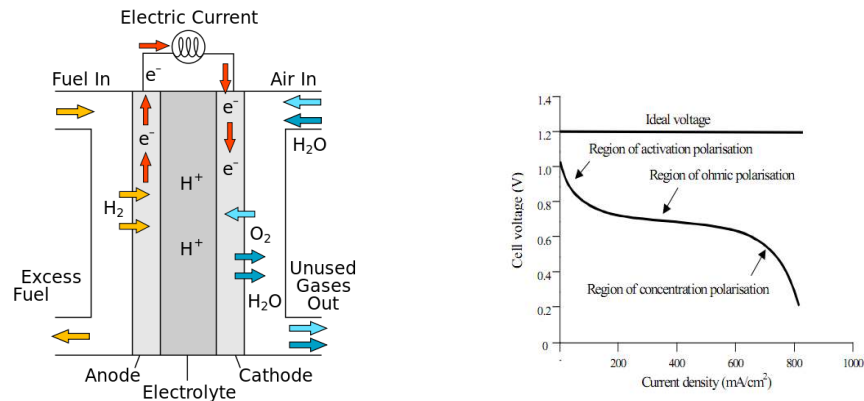 Electric Current
Fuel In
e⁻
Air In
e⁻
e⁻
H₂O
e⁻
H⁺
H₂
H⁺
O₂
Excess
Fuel
H₂O
Unused
Gases
Out
Anode
Cathode
Electrolyte
1.4
Ideal voltage
1.2
Region of activation polarisation
1.0
Region of ohmic polarisation
0.8
0.6
0.4
Region of concentration polarisation
0.2
0
Cell voltage (V)
200
400
600
800
1000
Current density (mA/cm²)